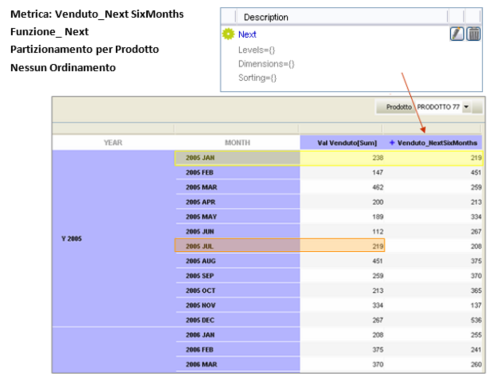 Metrica: Venduto_Next SixMonths
Funzione_ Next
Partizionamento per Prodotto
Nessun Ordinamento
Description
Next
Levels={}
Dimensions={}
Sorting={}
Prodotto PRODOTTO 77
YEAR MONTH Val Venduto[Sum] Venduto_NextSixMonths
2005 JAN 238 219
2005 FEB 147 451
2005 MAR 462 259
2005 APR 200 213
2005 MAY 189 334
2005 JUN 112 267
Y 2005 2005 JUL 219 208
2005 AUG 451 375
2005 SEP 259 370
2005 OCT 213 365
2005 NOV 334 137
2005 DEC 267 536
2006 JAN 208 255
2006 FEB 375 241
2006 MAR 370 260